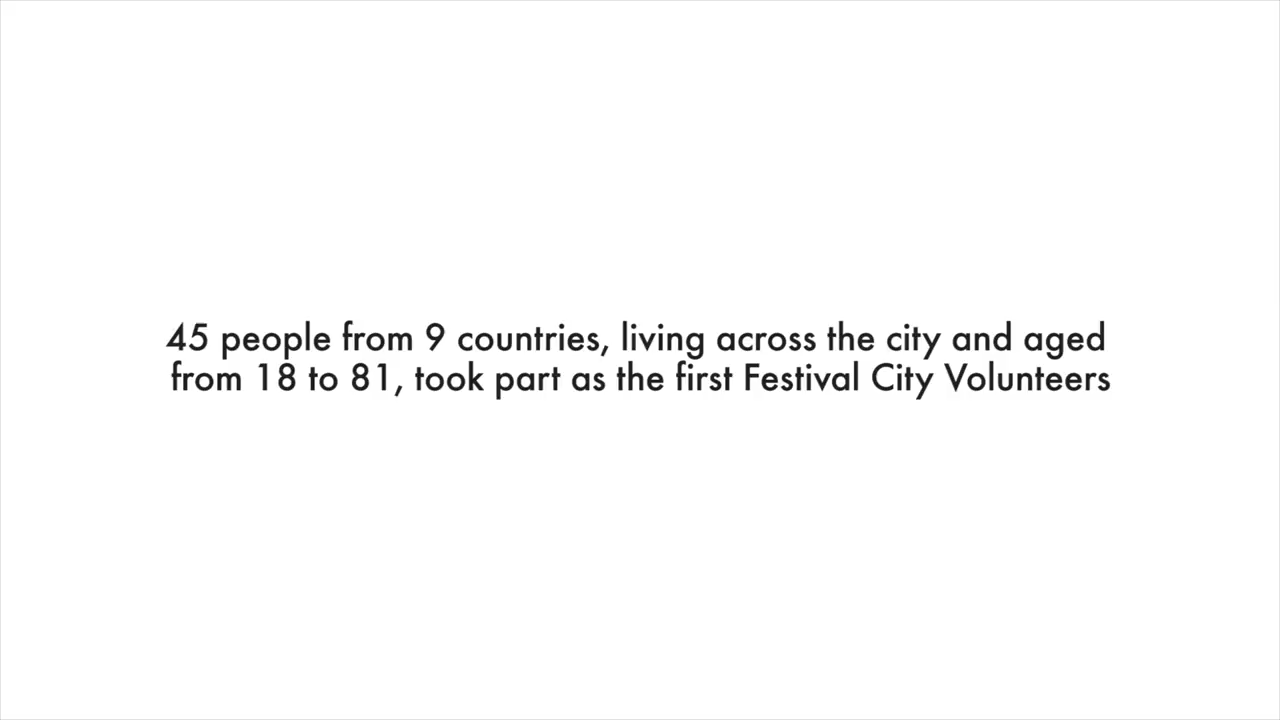 45 people from 9 countries, living across the city and aged
from 18 to 81, took part as the first Festival City Volunteers